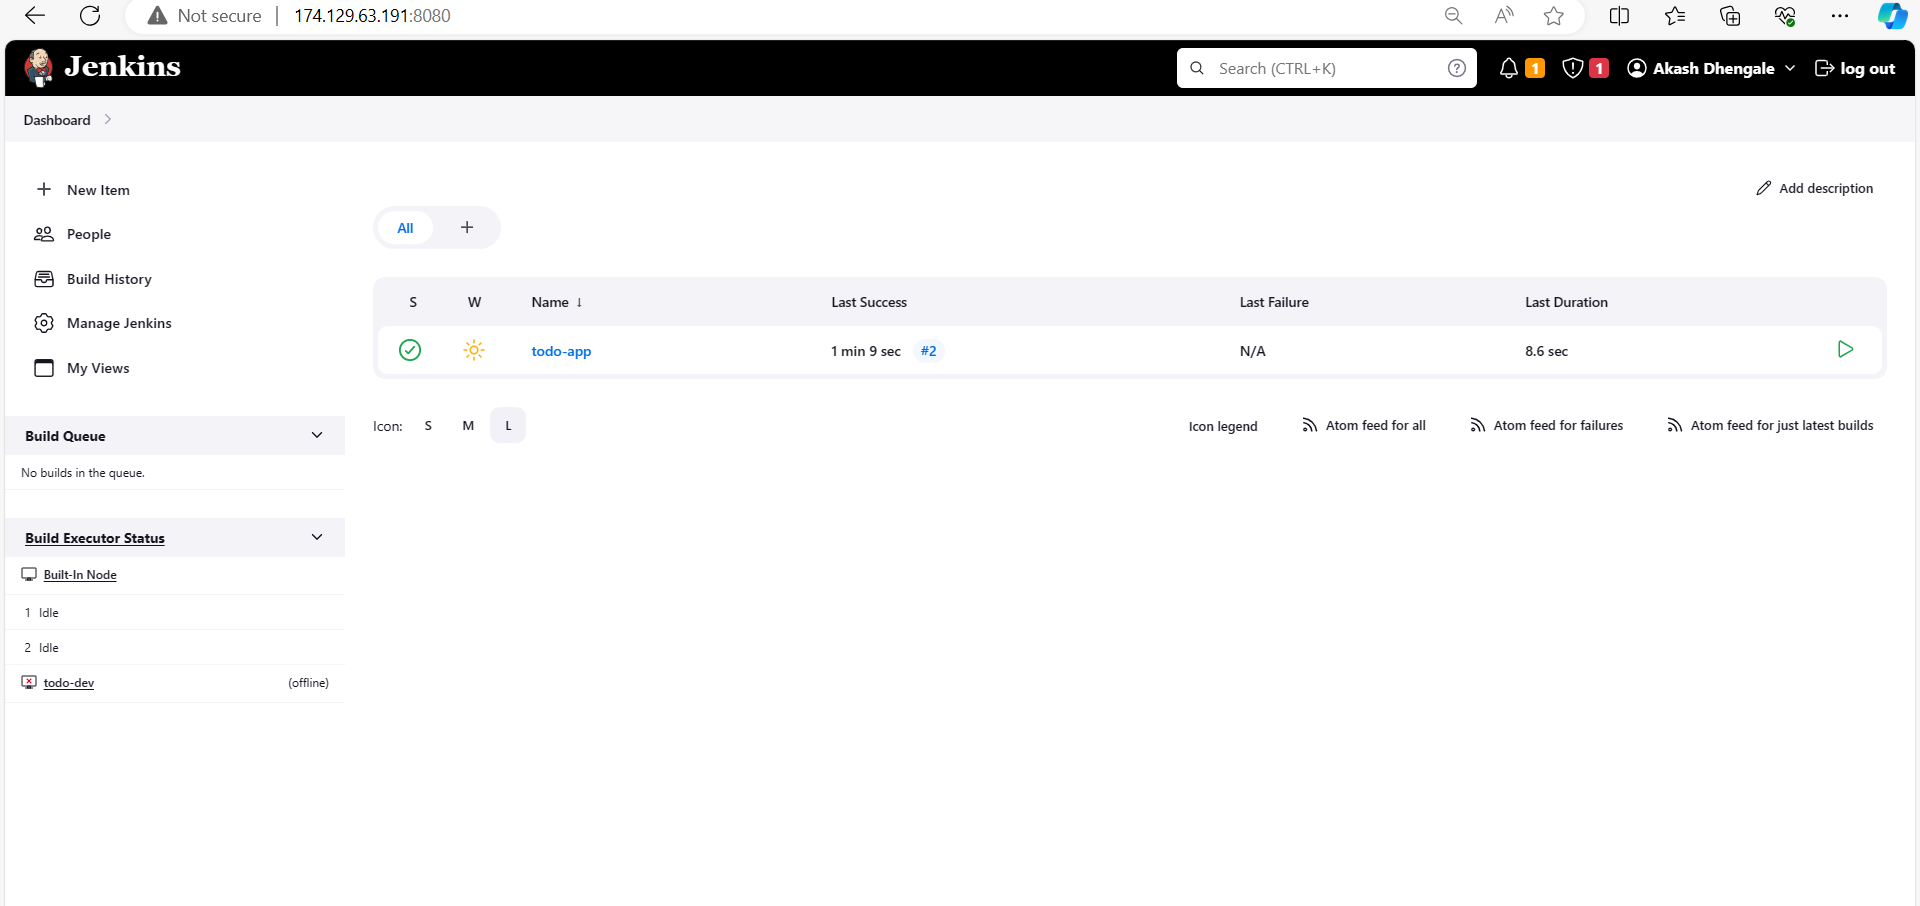 Not secure | 174.129.63.191:8080
Jenkins
Search (CTRL+K)
1
1
Akash Dhengale
log out
Dashboard
New Item
People
Build History
Manage Jenkins
My Views
Build Queue
No builds in the queue.
Build Executor Status
Built-In Node
1 Idle
2 Idle
todo-dev (offline)
Add description
All +
S W Name ↓ Last Success Last Failure Last Duration
todo-app 1 min 9 sec #2 N/A 8.6 sec
Icon: S M L
Icon legend Atom feed for all Atom feed for failures Atom feed for just latest builds